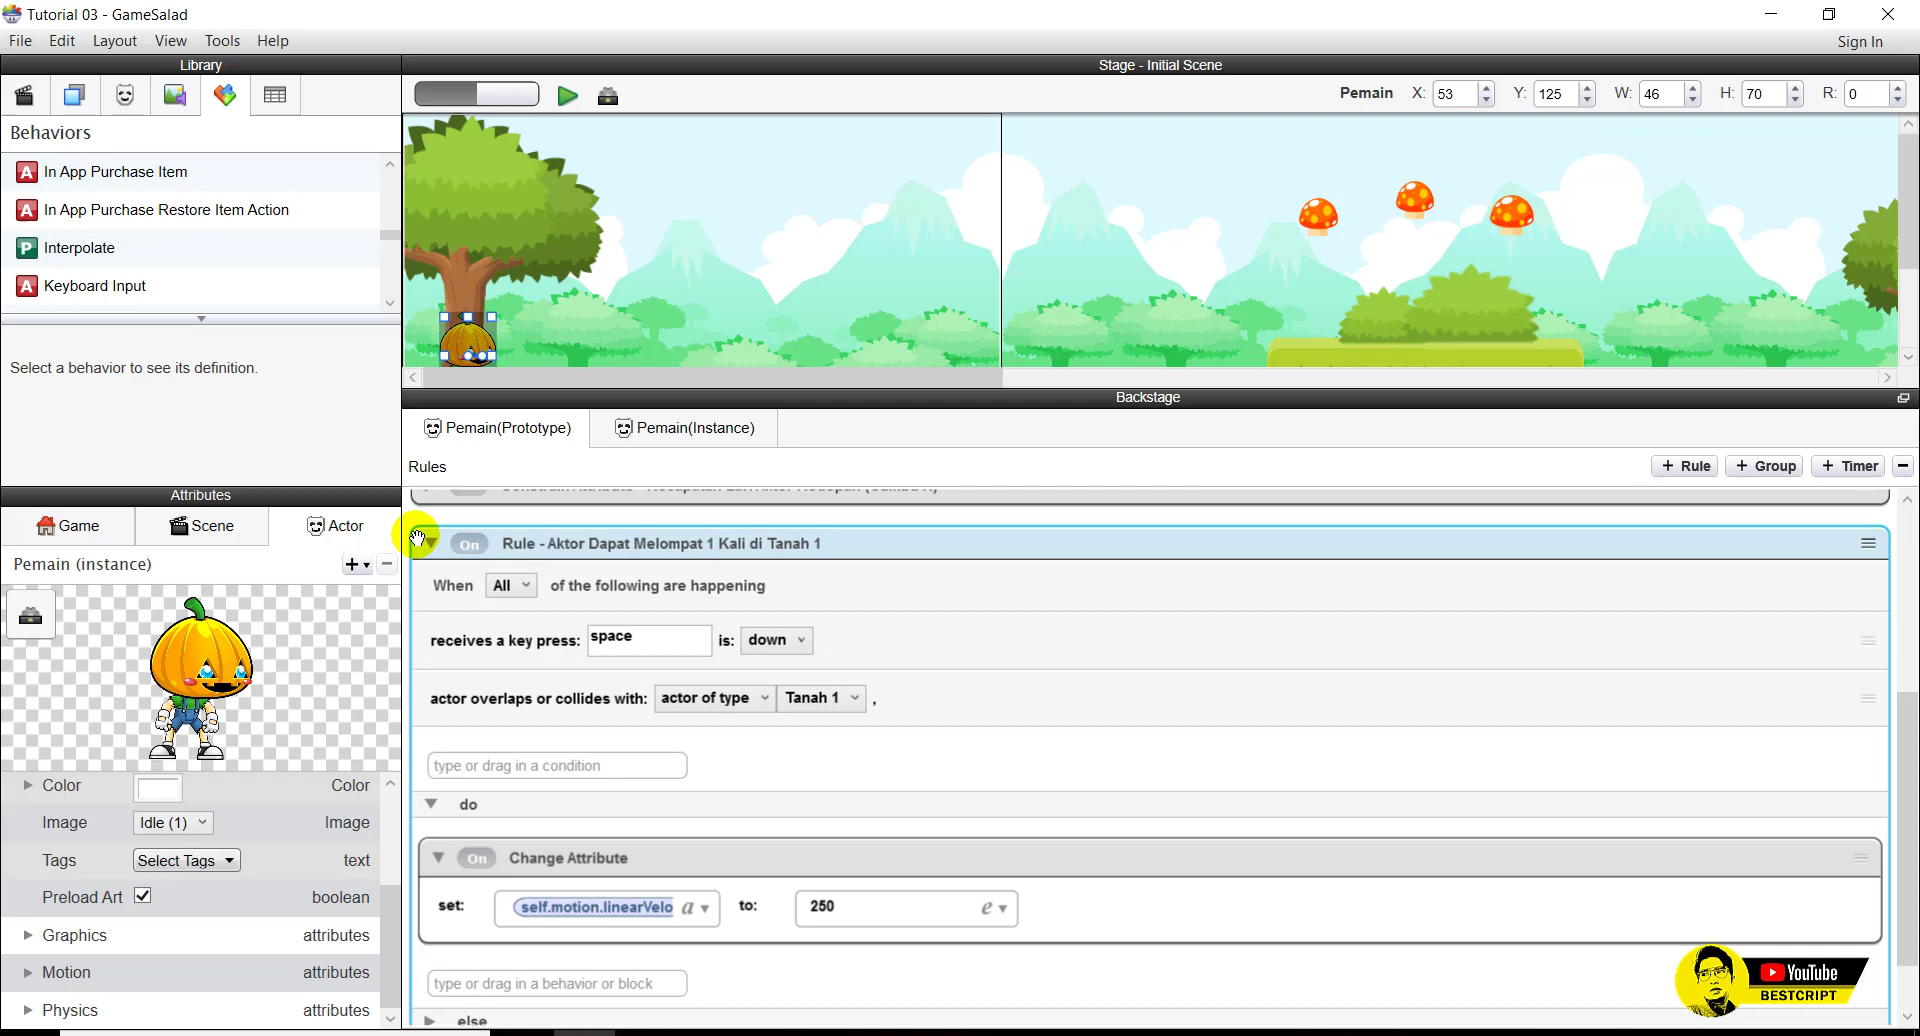 Tutorial 03 - GameSalad
File Edit Layout View Tools Help
Sign In
Library
Stage - Initial Scene
Pemain X: 53 Y: 125 W: 46 H: 70 R: 0
Behaviors
A In App Purchase Item
A In App Purchase Restore Item Action
P Interpolate
A Keyboard Input
Select a behavior to see its definition.
Backstage
Pemain(Prototype) Pemain(Instance)
Rules
+ Rule + Group + Timer
Attributes
Game Scene Actor
Pemain (instance)
Color Color
Image Idle (1) Image
Tags Select Tags text
Preload Art boolean
Graphics attributes
Motion attributes
Physics attributes
On Rule - Aktor Dapat Melompat 1 Kali di Tanah 1
When All of the following are happening
receives a key press: space is: down
actor overlaps or collides with: actor of type Tanah 1 ,
type or drag in a condition
do
On Change Attribute
set: self.motion.linearVelo a to: 250 e
type or drag in a behavior or block
else
YouTube
BESTCRIPT